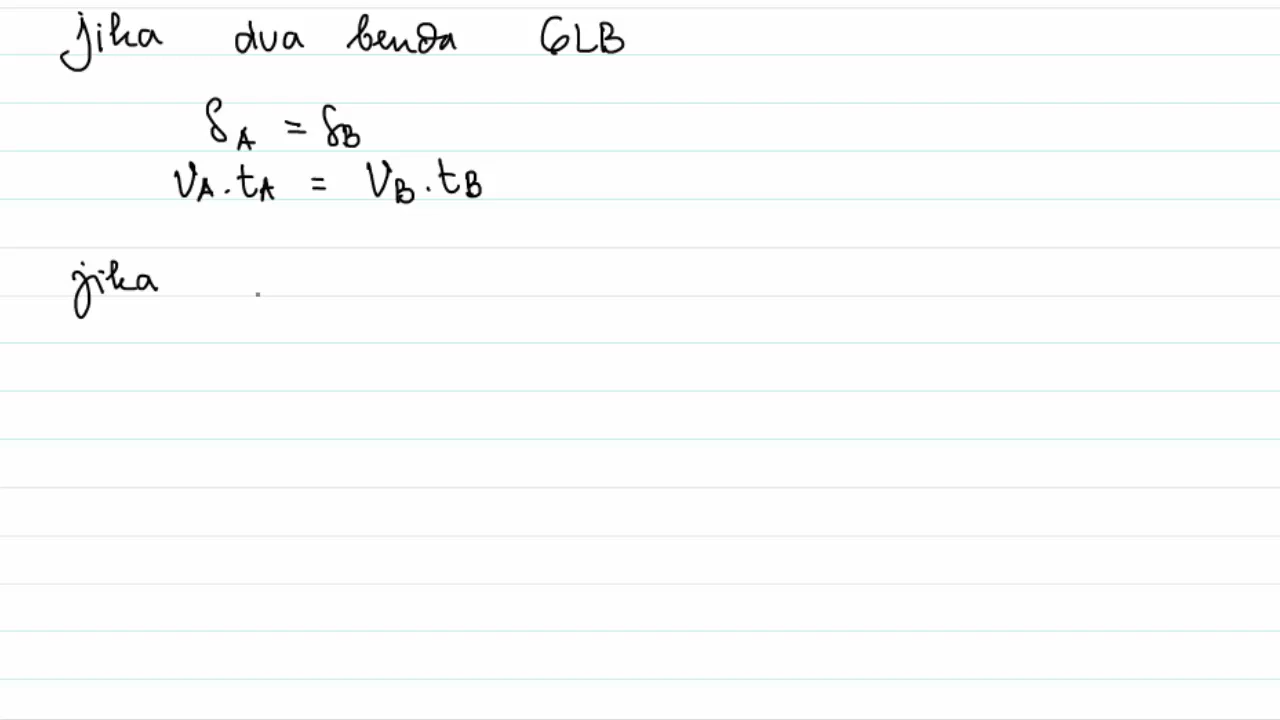 jika dua benda GLB
SA = SB
VA . tA = VB . tB
jika